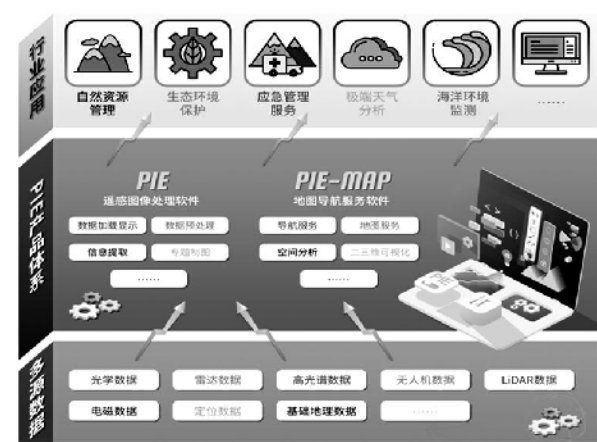 行业应用
自然资源
管理
生态环境
保护
应急管理
服务
极端天气
分析
海洋环境
监测
……
PIE产品体系
PIE
遥感图像处理软件
数据加载显示
数据预处理
信息提取
专题制图
……
PIE-MAP
地图导航服务软件
导航服务
地图服务
空间分析
二三维可视化
……
PIE
多源数据
光学数据
雷达数据
高光谱数据
无人机数据
LiDAR数据
电磁数据
定位数据
基础地理数据
……